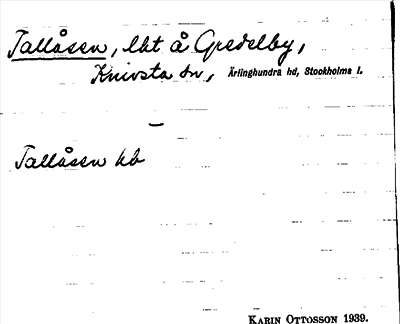 Tallåsen, lht å Gredelby,
Knivsta sn, Ärlinghundra hd, Stockholms l.
—
Tallåsen kb
KARIN OTTOSSON 1939.